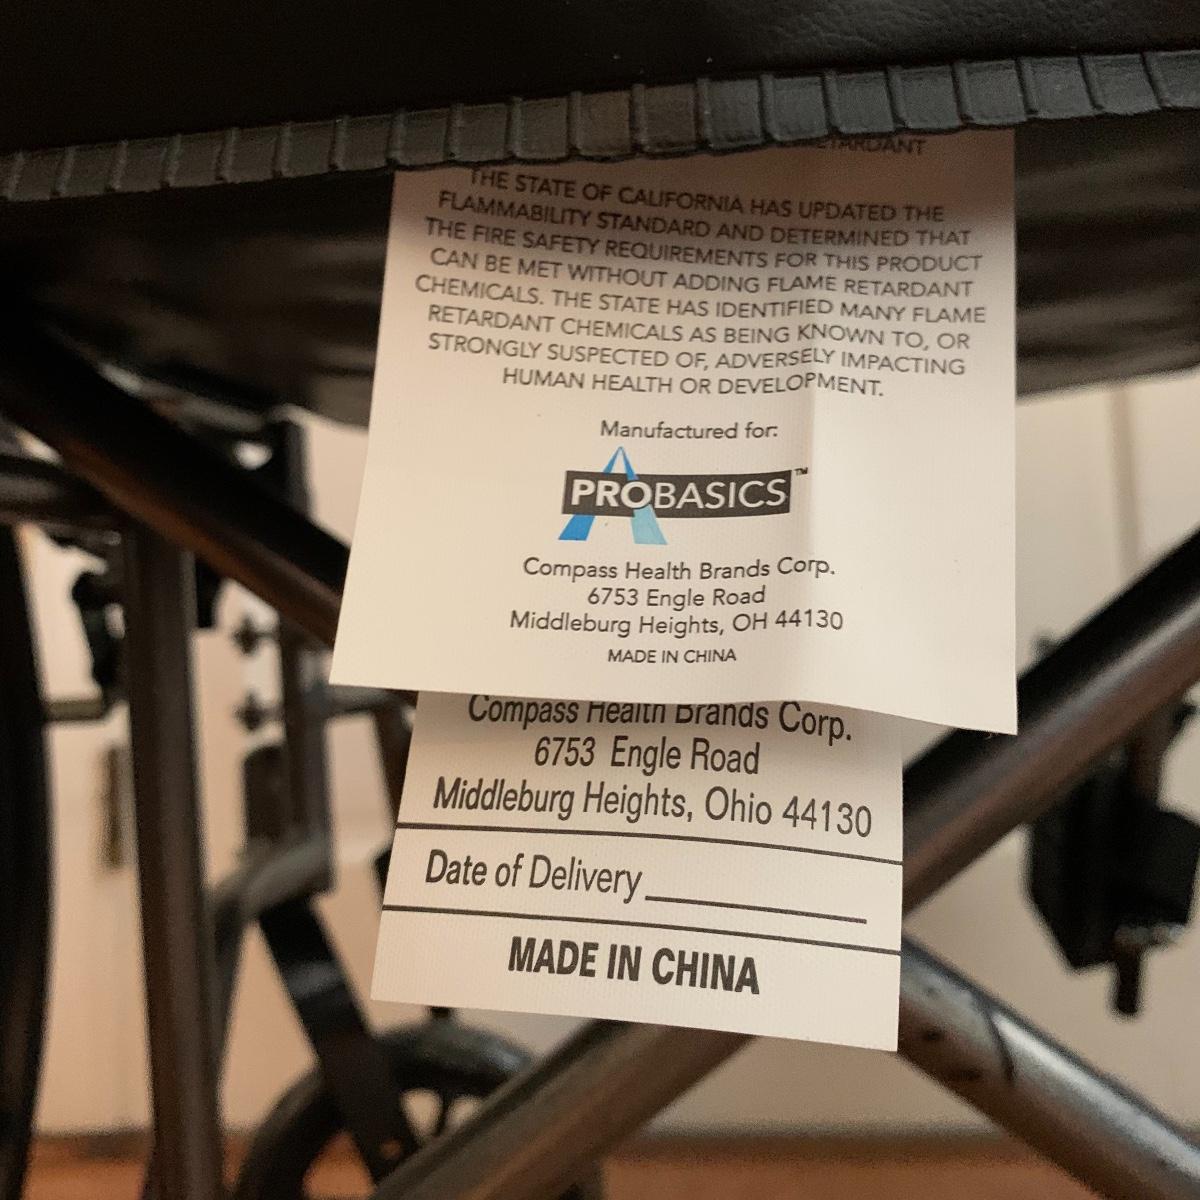 RETARDANT
THE STATE OF CALIFORNIA HAS UPDATED THE
FLAMMABILITY STANDARD AND DETERMINED THAT
THE FIRE SAFETY REQUIREMENTS FOR THIS PRODUCT
CAN BE MET WITHOUT ADDING FLAME RETARDANT
CHEMICALS. THE STATE HAS IDENTIFIED MANY FLAME
RETARDANT CHEMICALS AS BEING KNOWN TO, OR
STRONGLY SUSPECTED OF, ADVERSELY IMPACTING
HUMAN HEALTH OR DEVELOPMENT.
Manufactured for:
PROBASICS™
Compass Health Brands Corp.
6753 Engle Road
Middleburg Heights, OH 44130
MADE IN CHINA
Compass Health Brands Corp.
6753 Engle Road
Middleburg Heights, Ohio 44130
Date of Delivery
MADE IN CHINA